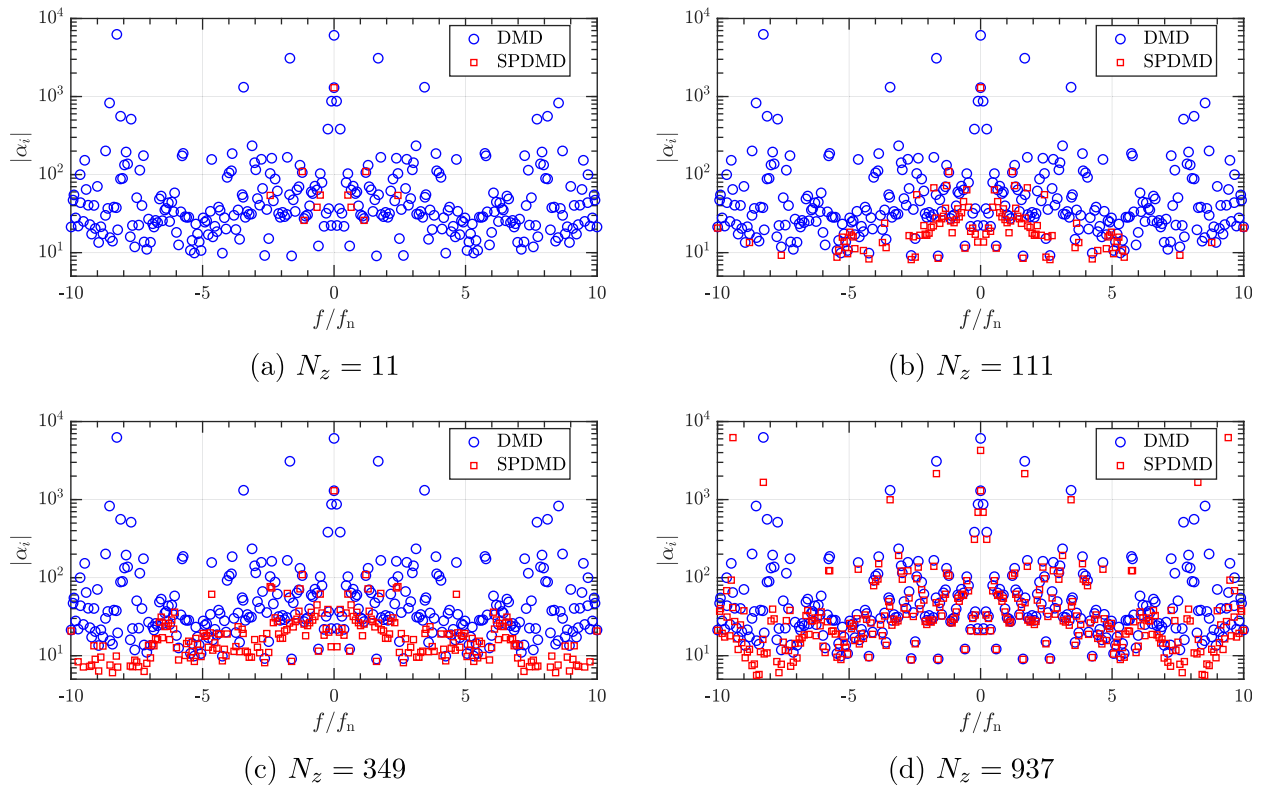 10^4
10^3
10^2
10^1
|α_i|
DMD
SPDMD
-10 -5 0 5 10
f/f_n
(a) N_z = 11
10^4
10^3
10^2
10^1
|α_i|
DMD
SPDMD
-10 -5 0 5 10
f/f_n
(b) N_z = 111
10^4
10^3
10^2
10^1
|α_i|
DMD
SPDMD
-10 -5 0 5 10
f/f_n
(c) N_z = 349
10^4
10^3
10^2
10^1
|α_i|
DMD
SPDMD
-10 -5 0 5 10
f/f_n
(d) N_z = 937